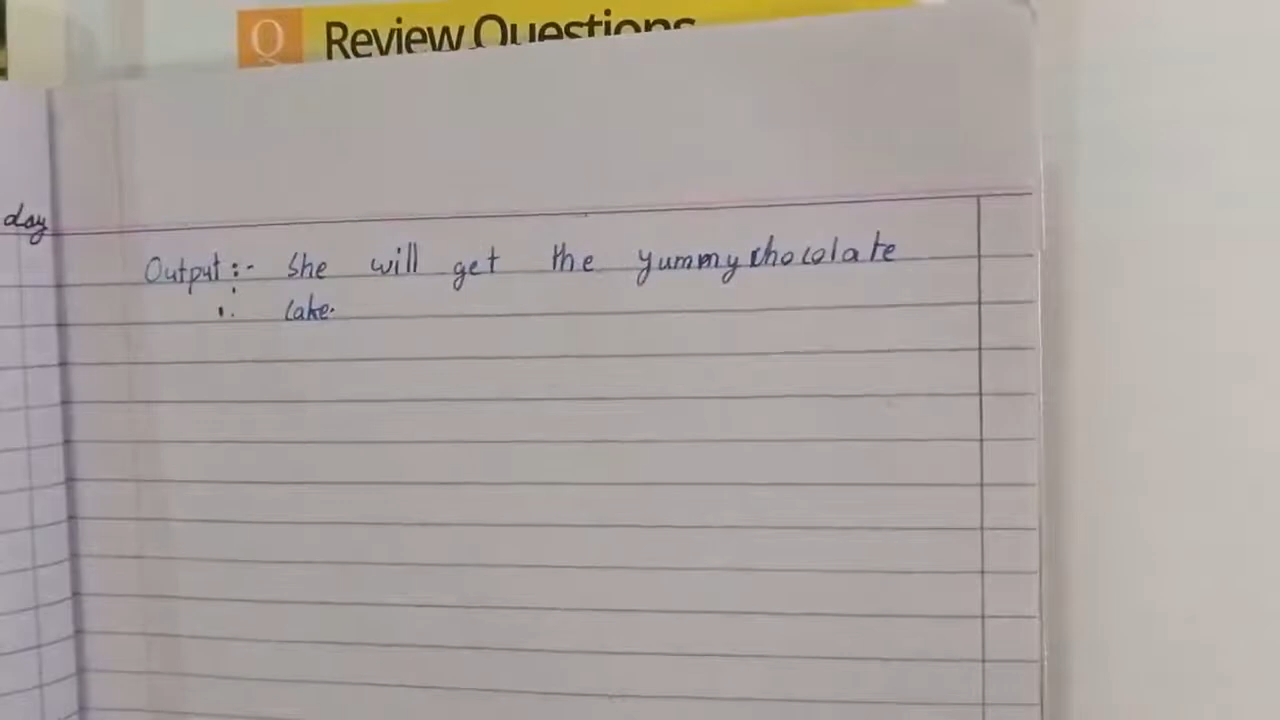 Q Review Questions
day
Output :- She will get the yummy chocolate
cake.